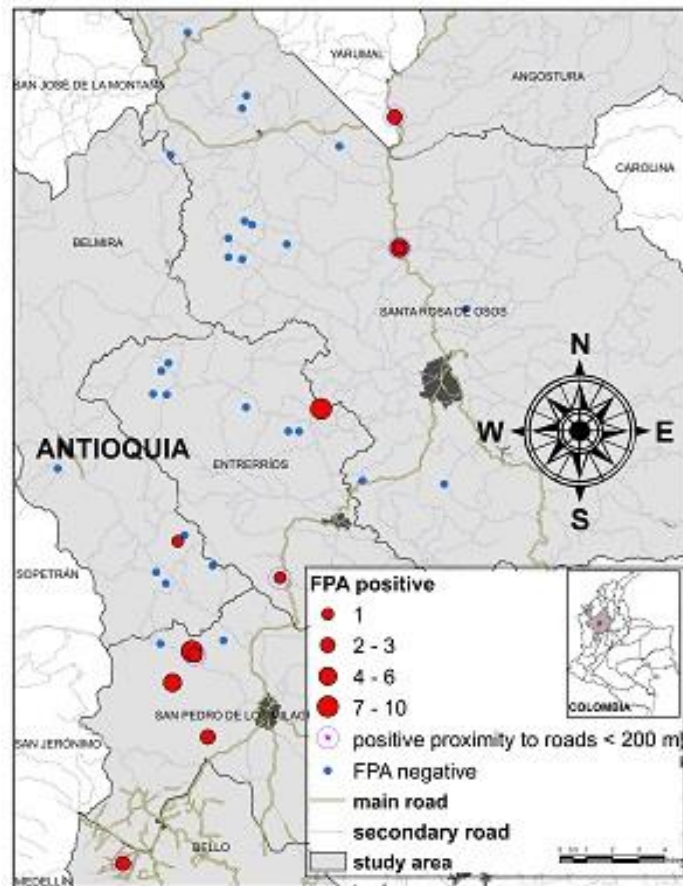 YARUMAL
SAN JOSÉ DE LA MONTAÑA
ANGOSTURA
CAROLINA
BELMIRA
SANTA ROSA DE OSOS
N
W
E
S
ANTIOQUIA
ENTRERRÍOS
SOPETRÁN
SAN PEDRO DE LOS MILAG
SAN JERÓNIMO
BELLO
MEDELLÍN
FPA positive
1
2 - 3
4 - 6
7 - 10
positive proximity to roads < 200 m
FPA negative
main road
secondary road
study area
COLOMBIA